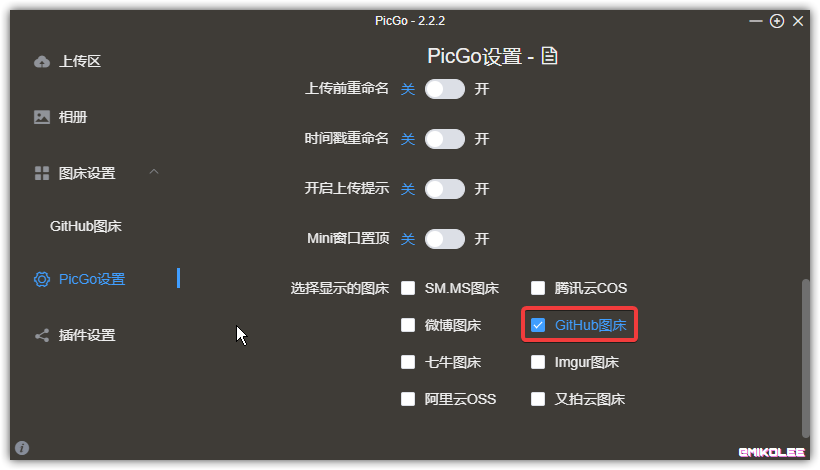 PicGo - 2.2.2
上传区
相册
图床设置
GitHub图床
PicGo设置
插件设置
PicGo设置 -
上传前重命名 关 开
时间戳重命名 关 开
开启上传提示 关 开
Mini窗口置顶 关 开
选择显示的图床 SM.MS图床 腾讯云COS
微博图床 GitHub图床
七牛图床 Imgur图床
阿里云OSS 又拍云图床
@MIKOLEE